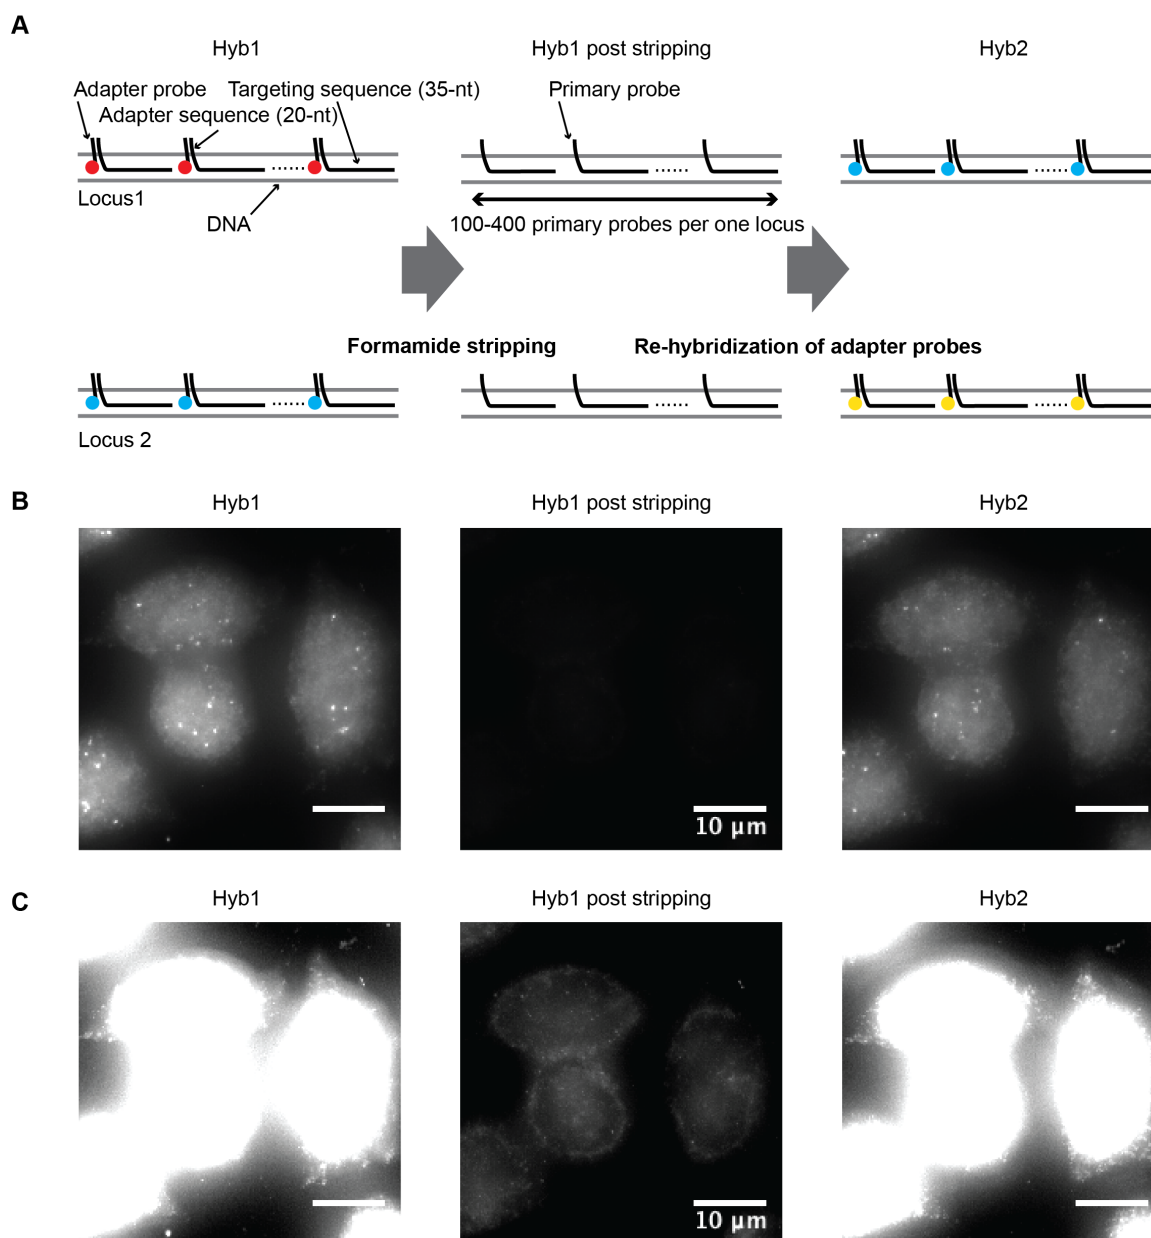 A
Hyb1
Hyb1 post stripping
Hyb2
Adapter probe
Targeting sequence (35-nt)
Primary probe
Adapter sequence (20-nt)
Locus1
DNA
100-400 primary probes per one locus
Formamide stripping
Re-hybridization of adapter probes
Locus 2
B
Hyb1
Hyb1 post stripping
Hyb2
10 μm
C
Hyb1
Hyb1 post stripping
Hyb2
10 μm